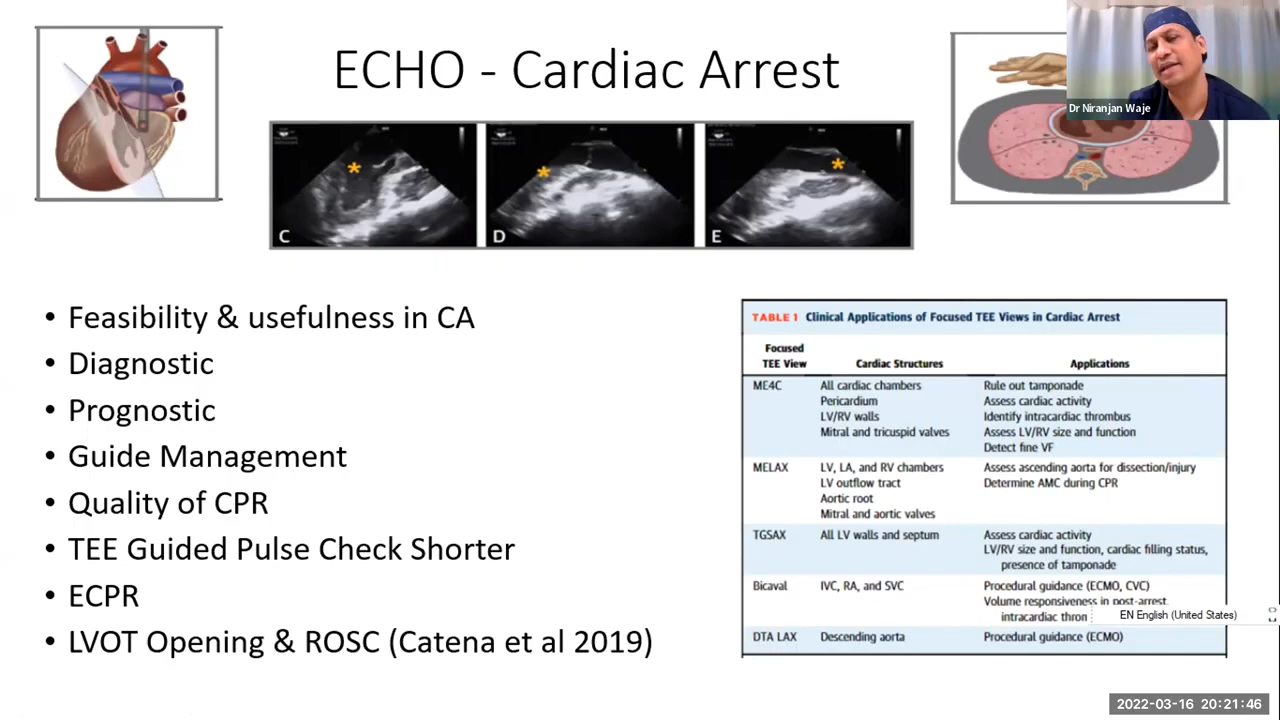 ECHO - Cardiac Arrest
Dr Niranjan Waje
C
D
E
• Feasibility & usefulness in CA
• Diagnostic
• Prognostic
• Guide Management
• Quality of CPR
• TEE Guided Pulse Check Shorter
• ECPR
• LVOT Opening & ROSC (Catena et al 2019)
TABLE 1 Clinical Applications of Focused TEE Views in Cardiac Arrest
Focused
TEE View Cardiac Structures Applications
ME4C All cardiac chambers Rule out tamponade
Pericardium Assess cardiac activity
LV/RV walls Identify intracardiac thrombus
Mitral and tricuspid valves Assess LV/RV size and function
Detect fine VF
MELAX LV, LA, and RV chambers Assess ascending aorta for dissection/injury
LV outflow tract Determine AMC during CPR
Aortic root
Mitral and aortic valves
TGSAX All LV walls and septum Assess cardiac activity
LV/RV size and function, cardiac filling status,
presence of tamponade
Bicaval IVC, RA, and SVC Procedural guidance (ECMO, CVC)
Volume responsiveness in post-arrest,
intracardiac throm
EN English (United States)
DTA LAX Descending aorta Procedural guidance (ECMO)
2022-03-16 20:21:46